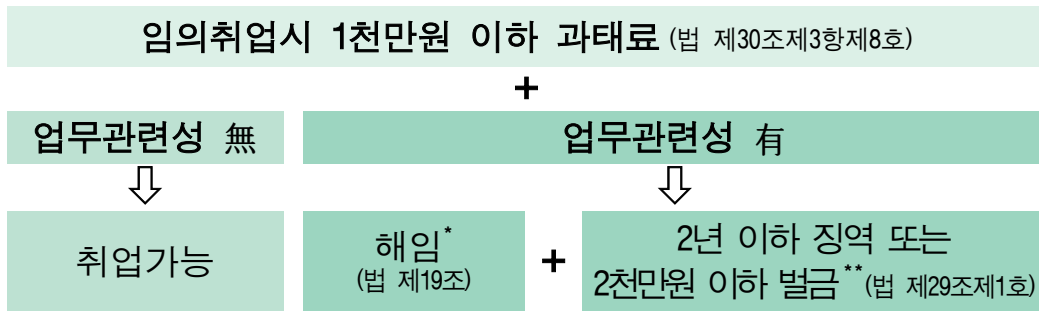 임의취업시 1천만원 이하 과태료 (법 제30조제3항제8호)
+
업무관련성 無
업무관련성 有
취업가능
해임*
(법 제19조)
+
2년 이하 징역 또는
2천만원 이하 벌금**(법 제29조제1호)